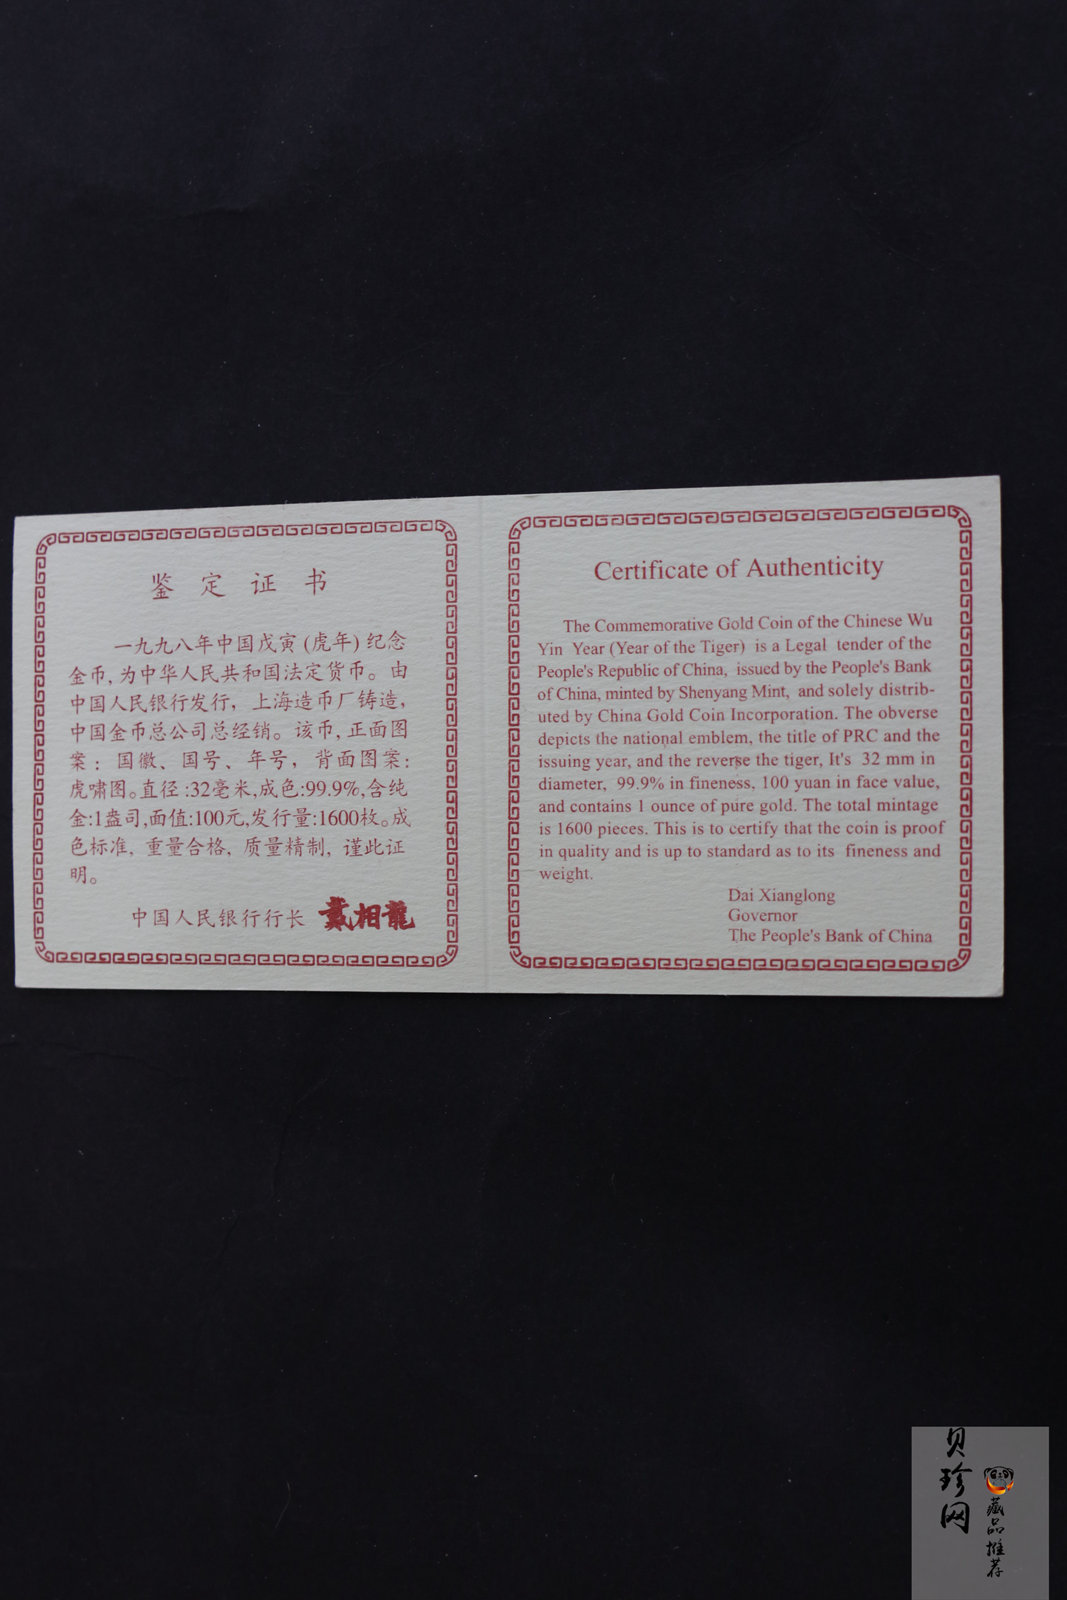 鉴定证书
一九九八年中国戊寅(虎年)纪念
金币,为中华人民共和国法定货币。由
中国人民银行发行，上海造币厂铸造，
中国金币总公司总经销。该币,正面图
案：国徽、国号、年号，背面图案:
虎啸图。直径:32毫米,成色:99.9%,含纯
金:1盎司,面值:100元,发行量:1600枚。成
色标准，重量合格，质量精制，谨此证
明。
中国人民银行行长 戴相龍
Certificate of Authenticity
The Commemorative Gold Coin of the Chinese Wu
Yin Year (Year of the Tiger) is a Legal tender of the
People's Republic of China, issued by the People's Bank
of China, minted by Shenyang Mint, and solely distrib-
uted by China Gold Coin Incorporation. The obverse
depicts the national emblem, the title of PRC and the
issuing year, and the reverse the tiger, It's 32 mm in
diameter, 99.9% in fineness, 100 yuan in face value,
and contains 1 ounce of pure gold. The total mintage
is 1600 pieces. This is to certify that the coin is proof
in quality and is up to standard as to its fineness and
weight.
Dai Xianglong
Governor
The People's Bank of China
贝珍网
藏品推荐